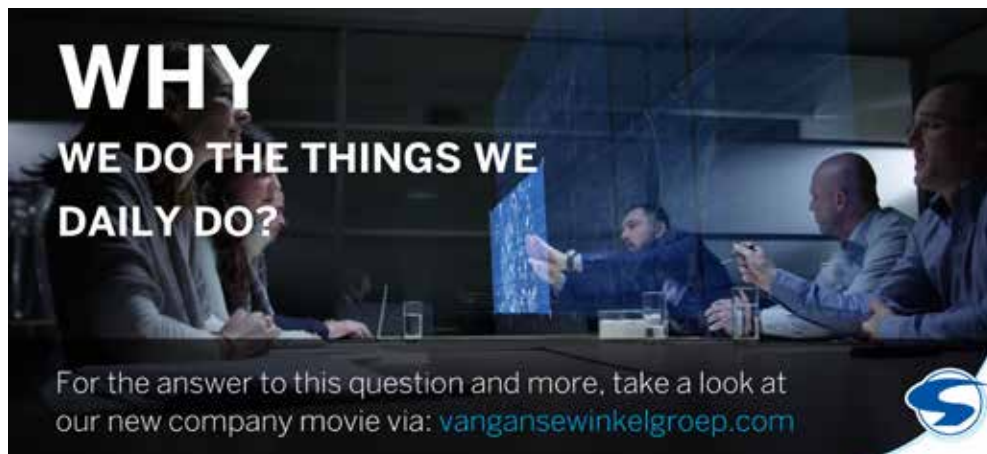 WHY
WE DO THE THINGS WE
DAILY DO?
For the answer to this question and more, take a look at
our new company movie via: vangansewinkelgroep.com